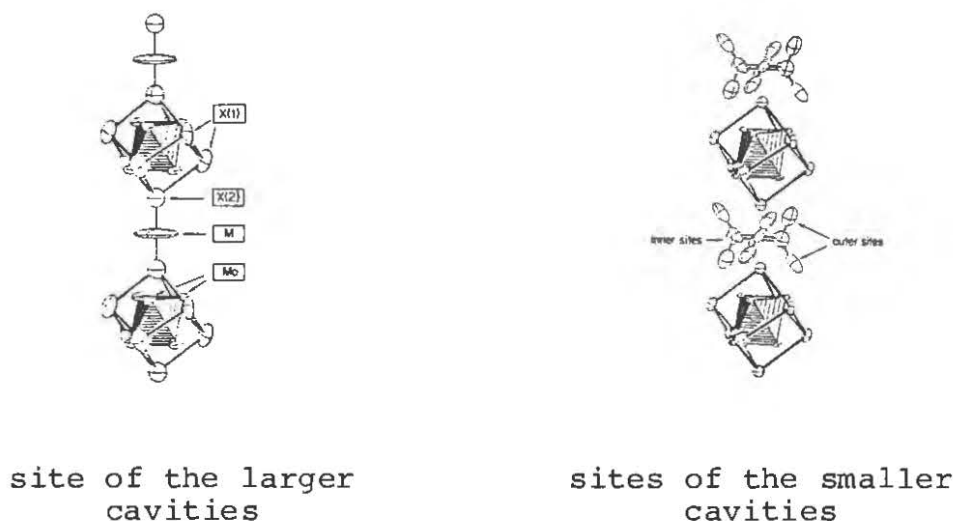 X(1)
X(2)
M
Mo
inner sites
outer sites
site of the larger
cavities
sites of the smaller
cavities